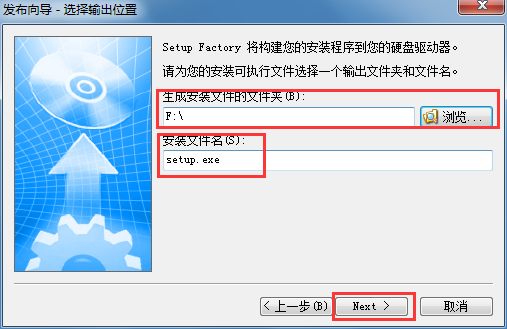 发布向导 - 选择输出位置
Setup Factory 将构建您的安装程序到您的硬盘驱动器。
请为您的安装可执行文件选择一个输出文件夹和文件名。
生成安装文件的文件夹(B):
F:\
浏览...
安装文件名(S):
setup.exe
< 上一步(B)
Next >
取消